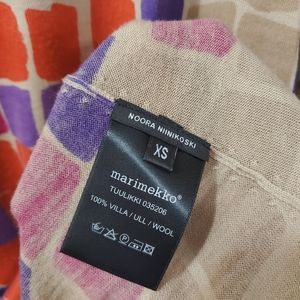 NOORA NIINIKOSKI
XS
marimekko®
TUULIKKI 035206
100% VILLA / ULL / WOOL